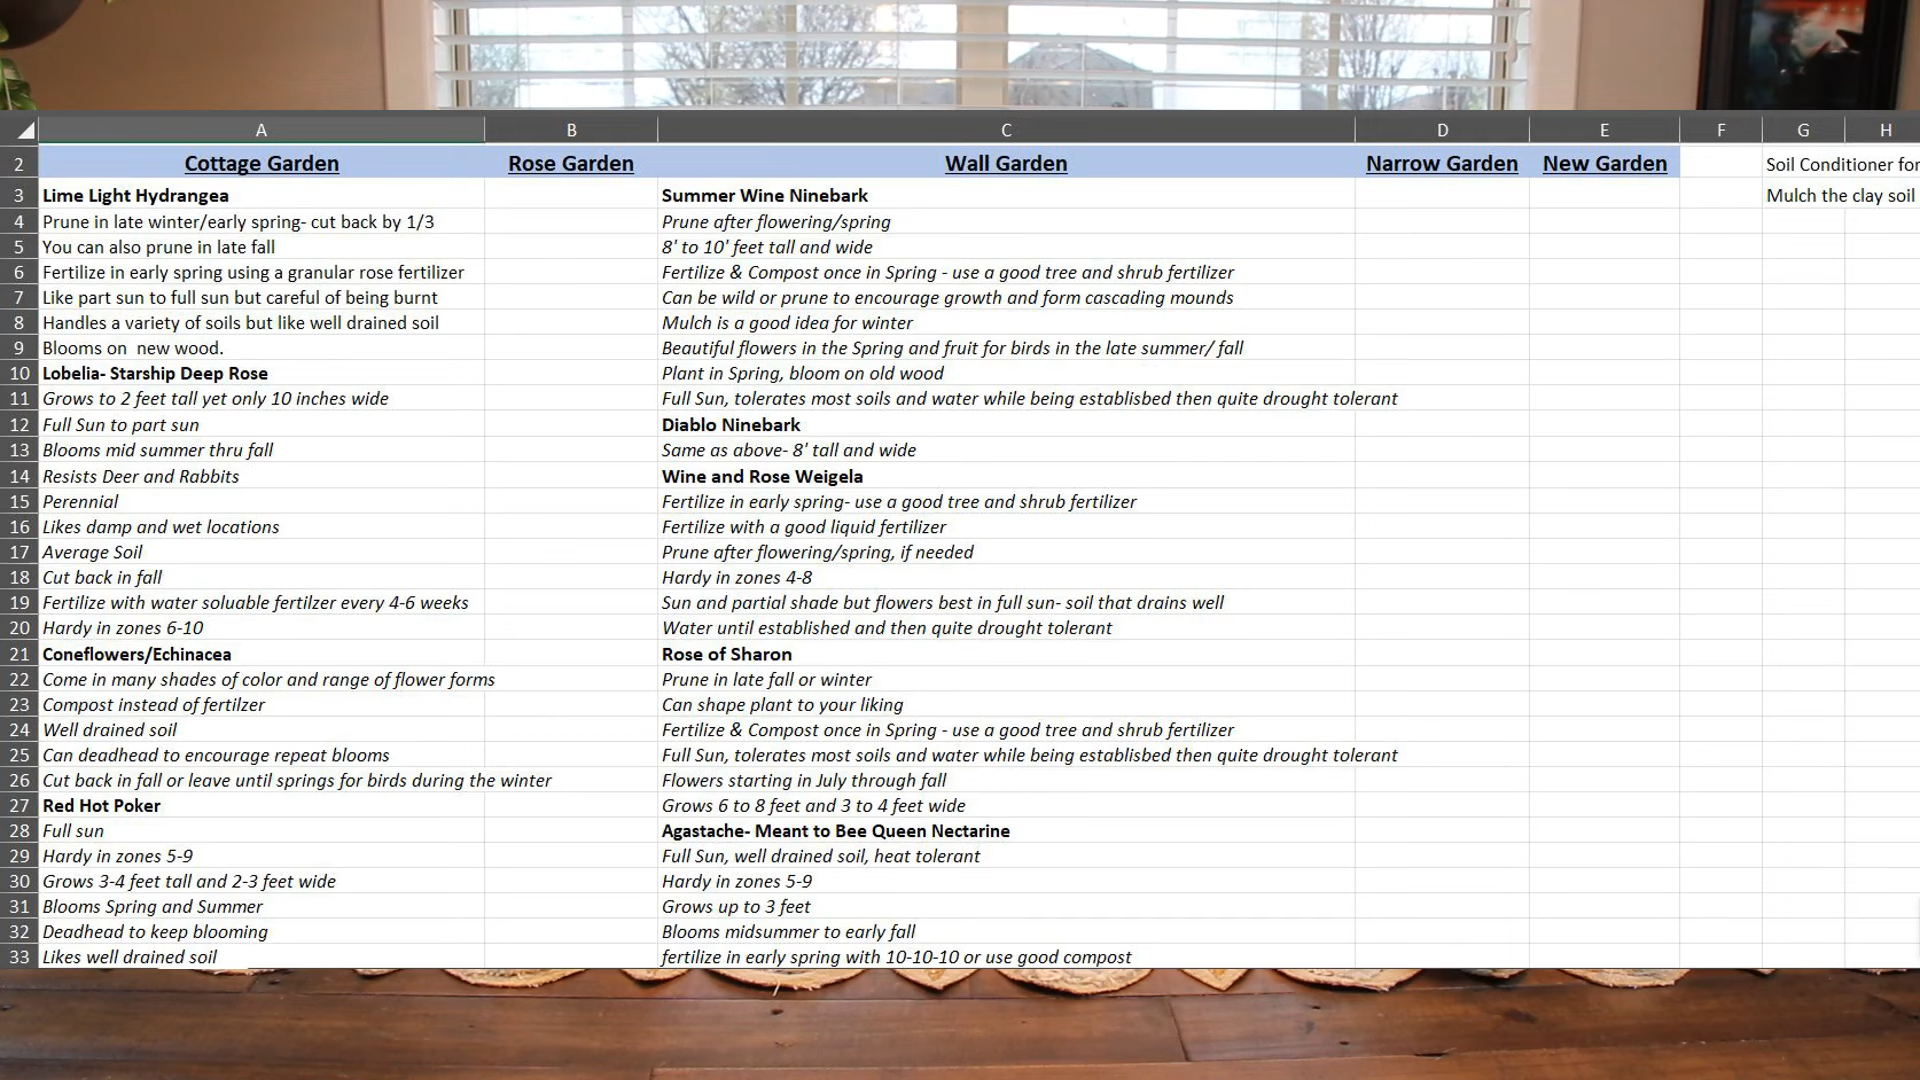 A B C D E F G H
2 Cottage Garden Rose Garden Wall Garden Narrow Garden New Garden Soil Conditioner for
3 Lime Light Hydrangea Summer Wine Ninebark Mulch the clay soil
4 Prune in late winter/early spring- cut back by 1/3 Prune after flowering/spring
5 You can also prune in late fall 8' to 10' feet tall and wide
6 Fertilize in early spring using a granular rose fertilizer Fertilize & Compost once in Spring - use a good tree and shrub fertilizer
7 Like part sun to full sun but careful of being burnt Can be wild or prune to encourage growth and form cascading mounds
8 Handles a variety of soils but like well drained soil Mulch is a good idea for winter
9 Blooms on new wood. Beautiful flowers in the Spring and fruit for birds in the late summer/ fall
10 Lobelia- Starship Deep Rose Plant in Spring, bloom on old wood
11 Grows to 2 feet tall yet only 10 inches wide Full Sun, tolerates most soils and water while being establisbed then quite drought tolerant
12 Full Sun to part sun Diablo Ninebark
13 Blooms mid summer thru fall Same as above- 8' tall and wide
14 Resists Deer and Rabbits Wine and Rose Weigela
15 Perennial Fertilize in early spring- use a good tree and shrub fertilizer
16 Likes damp and wet locations Fertilize with a good liquid fertilizer
17 Average Soil Prune after flowering/spring, if needed
18 Cut back in fall Hardy in zones 4-8
19 Fertilize with water soluable fertilzer every 4-6 weeks Sun and partial shade but flowers best in full sun- soil that drains well
20 Hardy in zones 6-10 Water until established and then quite drought tolerant
21 Coneflowers/Echinacea Rose of Sharon
22 Come in many shades of color and range of flower forms Prune in late fall or winter
23 Compost instead of fertilzer Can shape plant to your liking
24 Well drained soil Fertilize & Compost once in Spring - use a good tree and shrub fertilizer
25 Can deadhead to encourage repeat blooms Full Sun, tolerates most soils and water while being establisbed then quite drought tolerant
26 Cut back in fall or leave until springs for birds during the winter Flowers starting in July through fall
27 Red Hot Poker Grows 6 to 8 feet and 3 to 4 feet wide
28 Full sun Agastache- Meant to Bee Queen Nectarine
29 Hardy in zones 5-9 Full Sun, well drained soil, heat tolerant
30 Grows 3-4 feet tall and 2-3 feet wide Hardy in zones 5-9
31 Blooms Spring and Summer Grows up to 3 feet
32 Deadhead to keep blooming Blooms midsummer to early fall
33 Likes well drained soil fertilize in early spring with 10-10-10 or use good compost